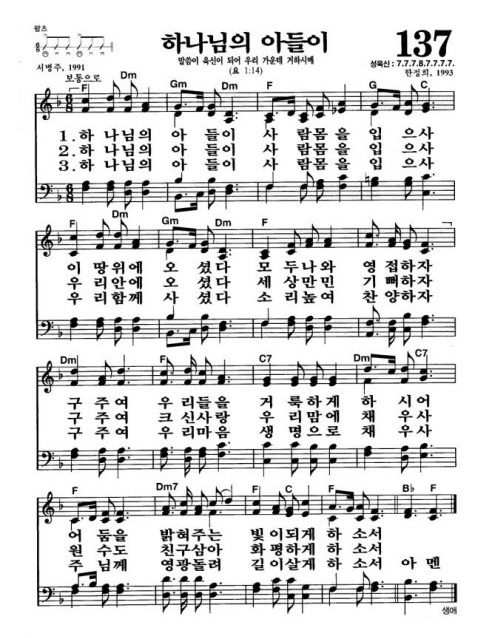 왈츠
하나님의 아들이
137
말씀이 육신이 되어 우리 가운데 거하시매
(요 1:14)
성육신 : 7.7.7.8.7.7.7.7.
서병주, 1991
한정희, 1993
보통으로
F Dm Gm Dm F G C
1. 하 나님의 아 들이 사 람몸 을 입 으사
2. 하 나님의 아 들이 사 람몸 을 입 으사
3. 하 나님의 아 들이 사 람몸 을 입 으사
F Dm Gm Dm F
이 땅위에 오 셨다 모 두나와 영 접하자
우 리안에 오 셨다 세 상만민 기 뻐하자
우 리함께 사 셨다 소 리높여 찬 양하자
Dm F C7 Dm C7
구 주여 우 리들을 거 룩하게 하 시어
구 주여 크 신사랑 우 리맘에 채 우사
구 주여 우 리마음 생 명으로 채 우사
F Dm7 C F B♭ F
어 둠을 밝혀주는 빛 이되게 하 소서
원 수도 친구삼아 화 평하게 하 소서
주 님께 영광돌려 길 이살게 하 소서 아 멘
생애